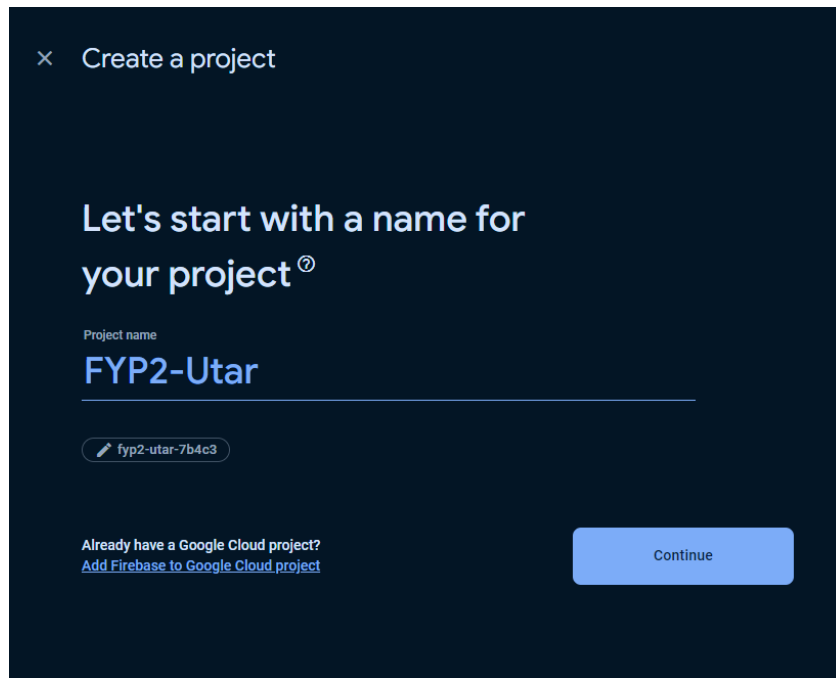 Create a project
Let's start with a name for
your project
Project name
FYP2-Utar
fyp2-utar-7b4c3
Already have a Google Cloud project?
Add Firebase to Google Cloud project
Continue